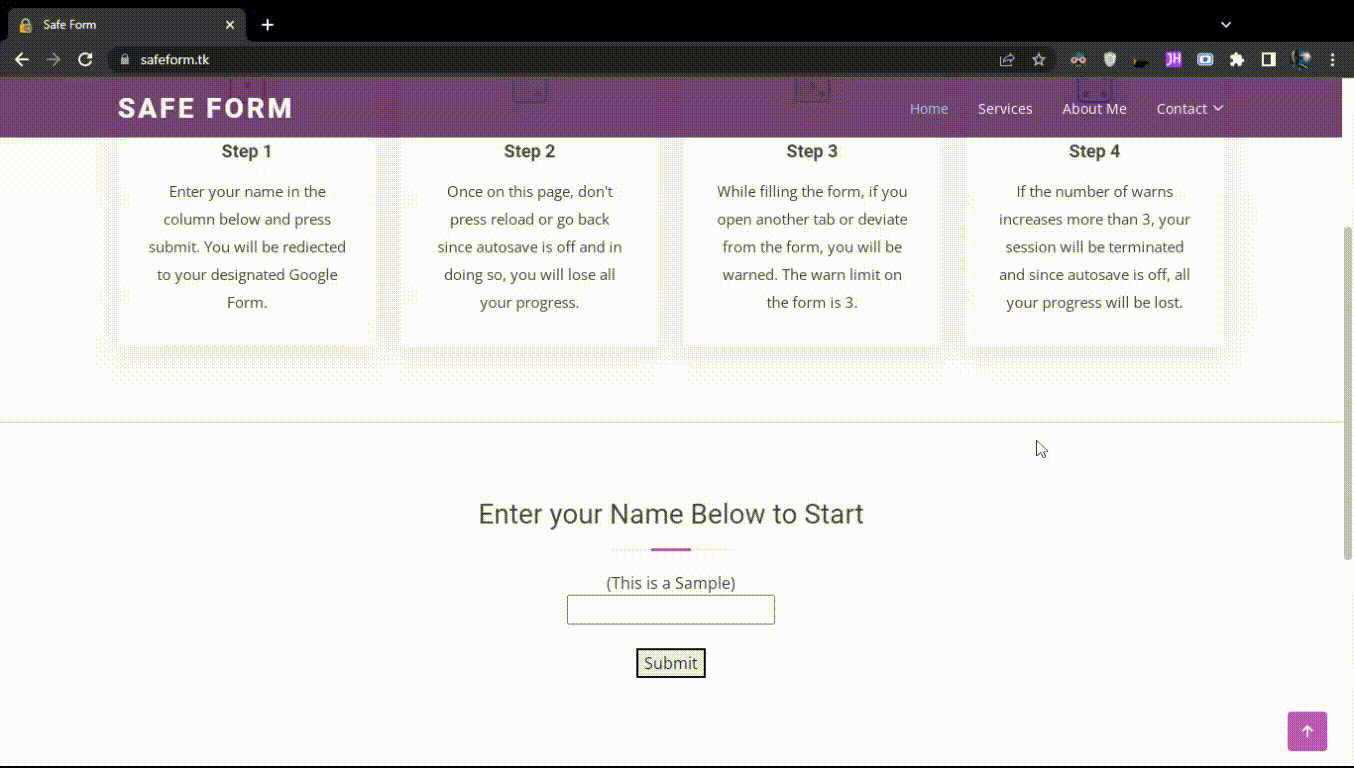 Safe Form
safeform.tk
SAFE FORM
Home Services About Me Contact
Step 1
Enter your name in the
column below and press
submit. You will be rediected
to your designated Google
Form.
Step 2
Once on this page, don't
press reload or go back
since autosave is off and in
doing so, you will lose all
your progress.
Step 3
While filling the form, if you
open another tab or deviate
from the form, you will be
warned. The warn limit on
the form is 3.
Step 4
If the number of warns
increases more than 3, your
session will be terminated
and since autosave is off, all
your progress will be lost.
Enter your Name Below to Start
(This is a Sample)
Submit